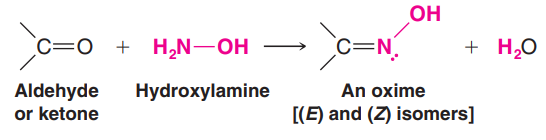 OH
C=O + H₂N—OH ⟶ C=N: + H₂O
Aldehyde Hydroxylamine An oxime
or ketone [(E) and (Z) isomers]